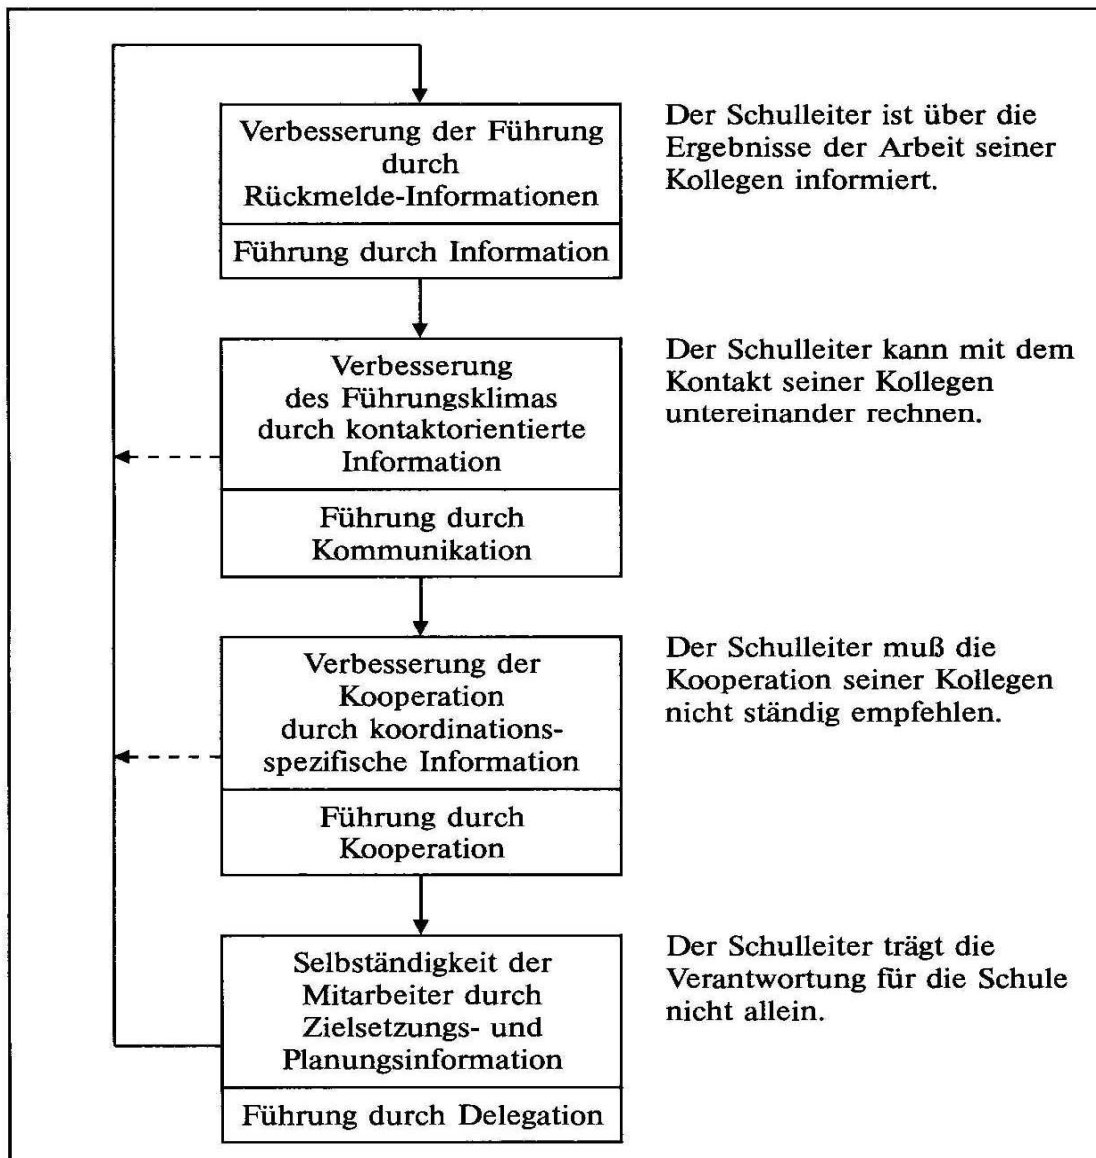 Verbesserung der Führung
durch
Rückmelde-Informationen
Führung durch Information
Der Schulleiter ist über die
Ergebnisse der Arbeit seiner
Kollegen informiert.
Verbesserung
des Führungsklimas
durch kontaktorientierte
Information
Führung durch
Kommunikation
Der Schulleiter kann mit dem
Kontakt seiner Kollegen
untereinander rechnen.
Verbesserung der
Kooperation
durch koordinations-
spezifische Information
Führung durch
Kooperation
Der Schulleiter muß die
Kooperation seiner Kollegen
nicht ständig empfehlen.
Selbständigkeit der
Mitarbeiter durch
Zielsetzungs- und
Planungsinformation
Führung durch Delegation
Der Schulleiter trägt die
Verantwortung für die Schule
nicht allein.